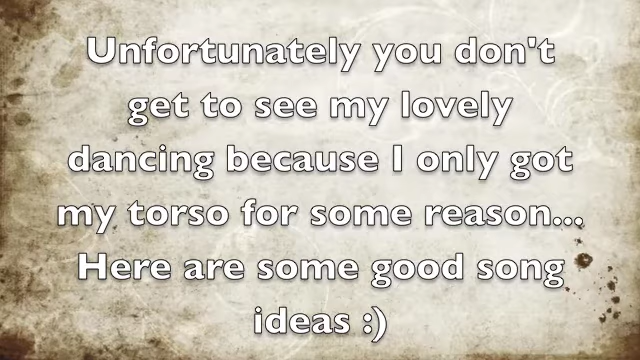 Unfortunately you don't
get to see my lovely
dancing because I only got
my torso for some reason...
Here are some good song
ideas :)